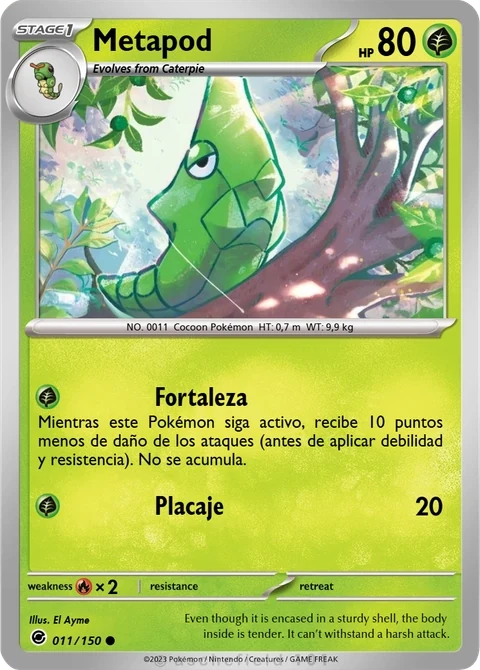 STAGE1
Metapod
HP 80
Evolves from Caterpie
NO. 0011 Cocoon Pokémon HT: 0,7 m WT: 9,9 kg
Fortaleza
Mientras este Pokémon siga activo, recibe 10 puntos
menos de daño de los ataques (antes de aplicar debilidad
y resistencia). No se acumula.
Placaje 20
weakness ×2 resistance retreat
Illus. El Ayme
Even though it is encased in a sturdy shell, the body
inside is tender. It can't withstand a harsh attack.
011/150
©2023 Pokémon / Nintendo / Creatures / GAME FREAK